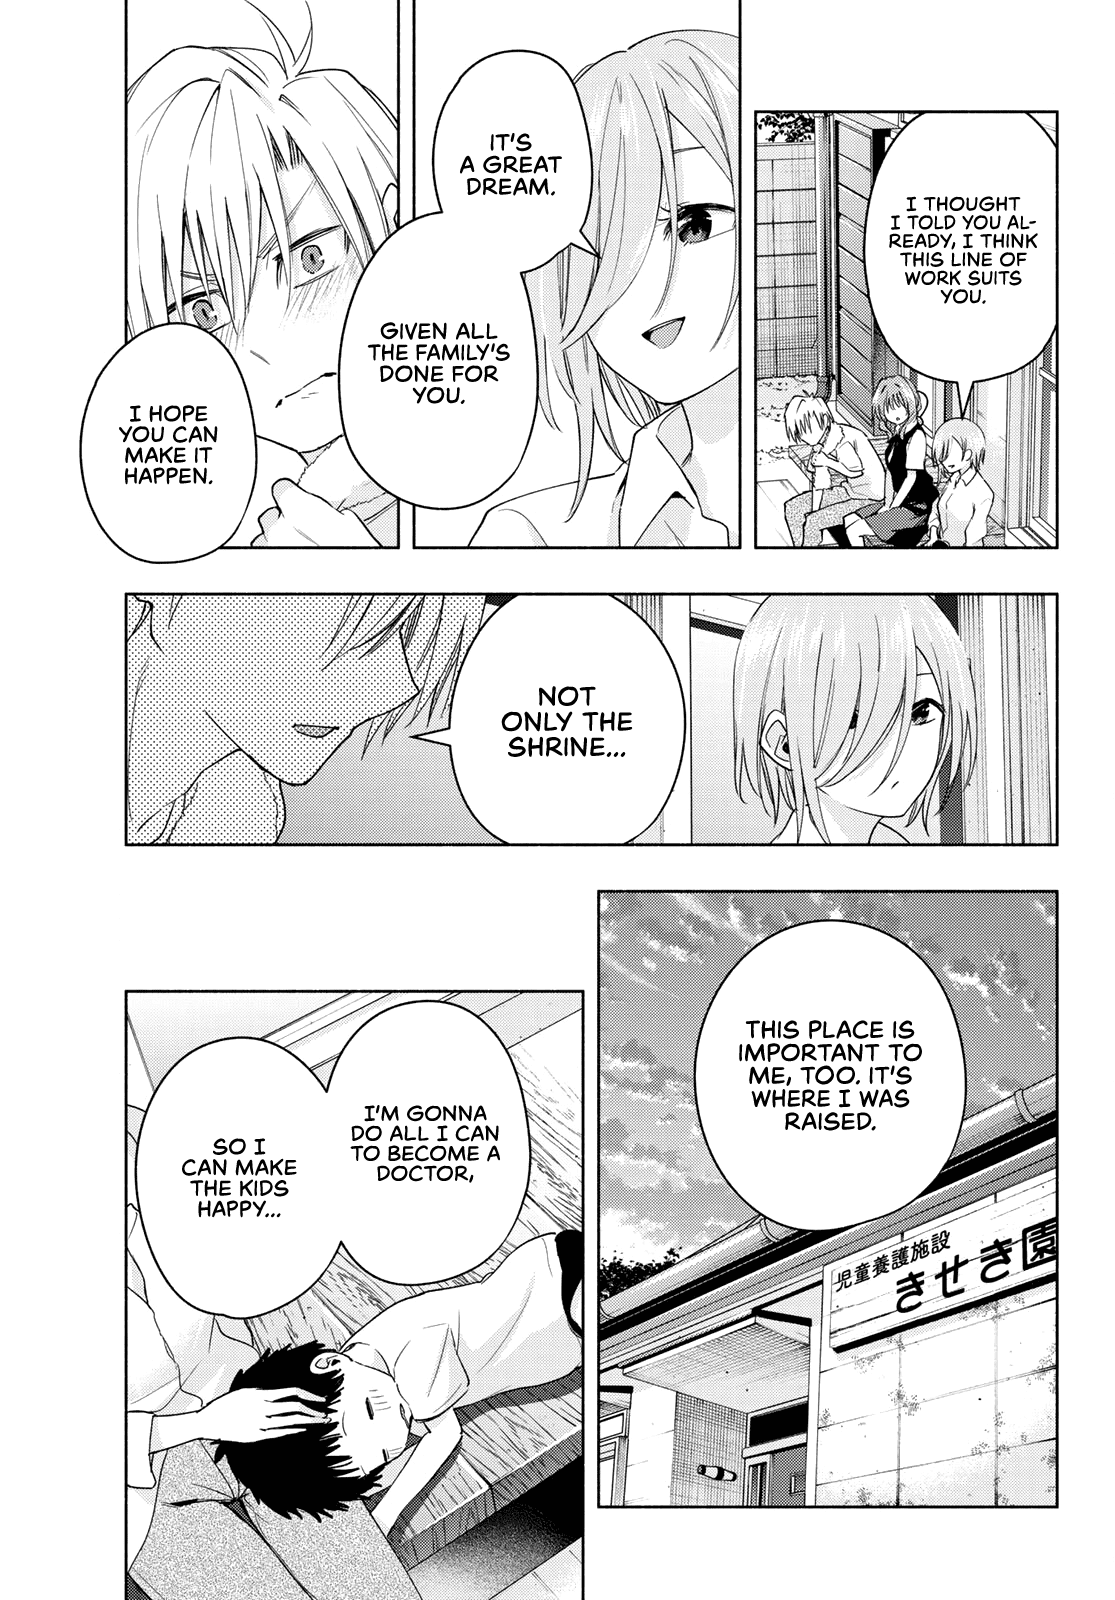 I THOUGHT
I TOLD YOU AL-
READY, I THINK
THIS LINE OF
WORK SUITS
YOU.
IT'S
A GREAT
DREAM.
GIVEN ALL
THE FAMILY'S
DONE FOR
YOU.
I HOPE
YOU CAN
MAKE IT
HAPPEN.
NOT
ONLY THE
SHRINE...
THIS PLACE IS
IMPORTANT TO
ME, TOO. IT'S
WHERE I WAS
RAISED.
児童養護施設
きせき園
I'M GONNA
DO ALL I CAN
TO BECOME A
DOCTOR,
SO I
CAN MAKE
THE KIDS
HAPPY...